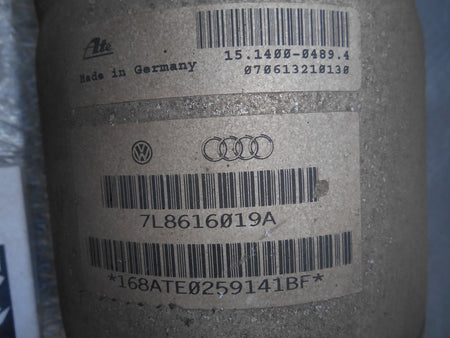 Ate
15.1400-0489.4
Made in Germany
070613210130
7L8616019A
*168ATE0259141BF*